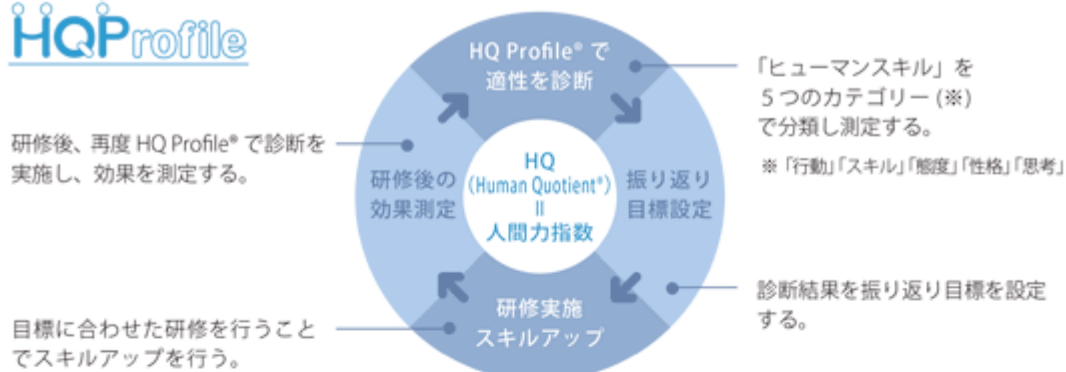 HQProfile
HQ Profile® で
適性を診断
「ヒューマンスキル」を
5つのカテゴリー (※)
で分類し測定する。
※「行動」「スキル」「態度」「性格」「思考」
研修後、再度 HQ Profile® で診断を
実施し、効果を測定する。
研修後の
効果測定
HQ
(Human Quotient®)
||
人間力指数
振り返り
目標設定
診断結果を振り返り目標を設定
する。
研修実施
スキルアップ
目標に合わせた研修を行うこと
でスキルアップを行う。